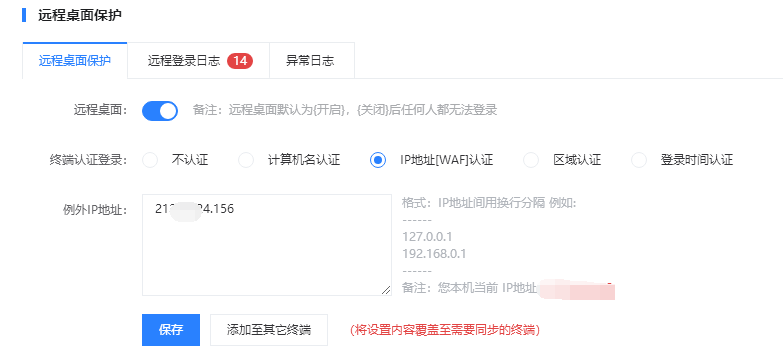 远程桌面保护
远程桌面保护 远程登录日志 14 异常日志
远程桌面： 备注：远程桌面默认为{开启}，{关闭}后任何人都无法登录
终端认证登录： 不认证 计算机名认证 IP地址[WAF]认证 区域认证 登录时间认证
例外IP地址： 格式：IP地址间用换行分隔 例如:
------
127.0.0.1
192.168.0.1
------
备注：您本机当前 IP地址
保存 添加至其它终端 （将设置内容覆盖至需要同步的终端）